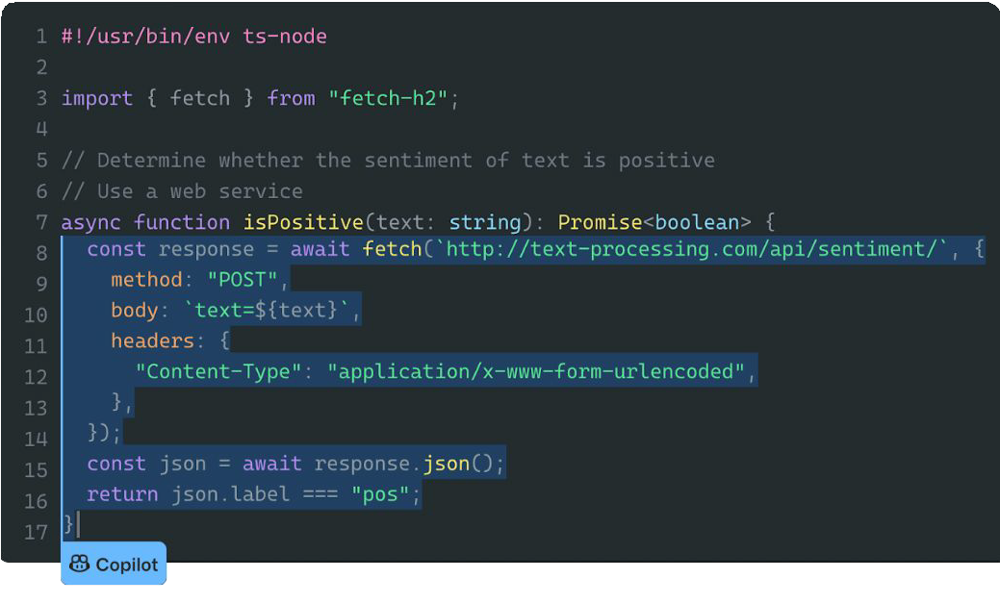 1 #!/usr/bin/env ts-node
2
3 import { fetch } from "fetch-h2";
4
5 // Determine whether the sentiment of text is positive
6 // Use a web service
7 async function isPositive(text: string): Promise<boolean> {
8   const response = await fetch(`http://text-processing.com/api/sentiment/`, {
9     method: "POST",
10     body: `text=${text}`,
11     headers: {
12       "Content-Type": "application/x-www-form-urlencoded",
13     },
14   });
15   const json = await response.json();
16   return json.label === "pos";
17 }
Copilot